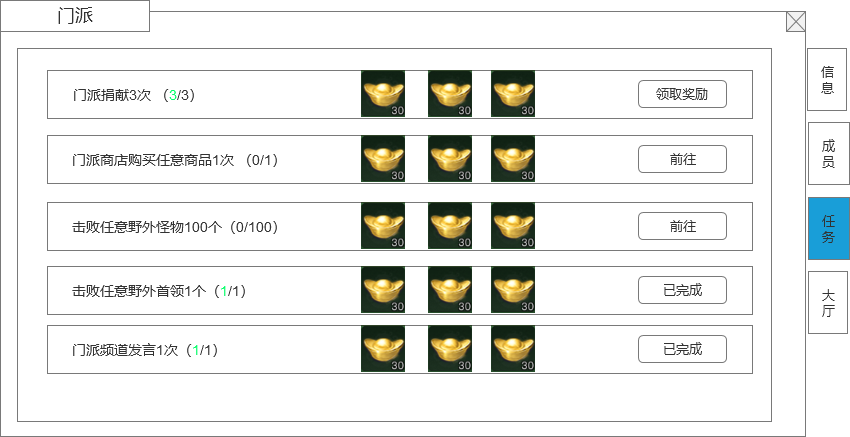 门派
门派捐献3次 （3/3）
30 30 30
领取奖励
门派商店购买任意商品1次 （0/1）
30 30 30
前往
击败任意野外怪物100个（0/100）
30 30 30
前往
击败任意野外首领1个（1/1）
30 30 30
已完成
门派频道发言1次（1/1）
30 30 30
已完成
信息
成员
任务
大厅